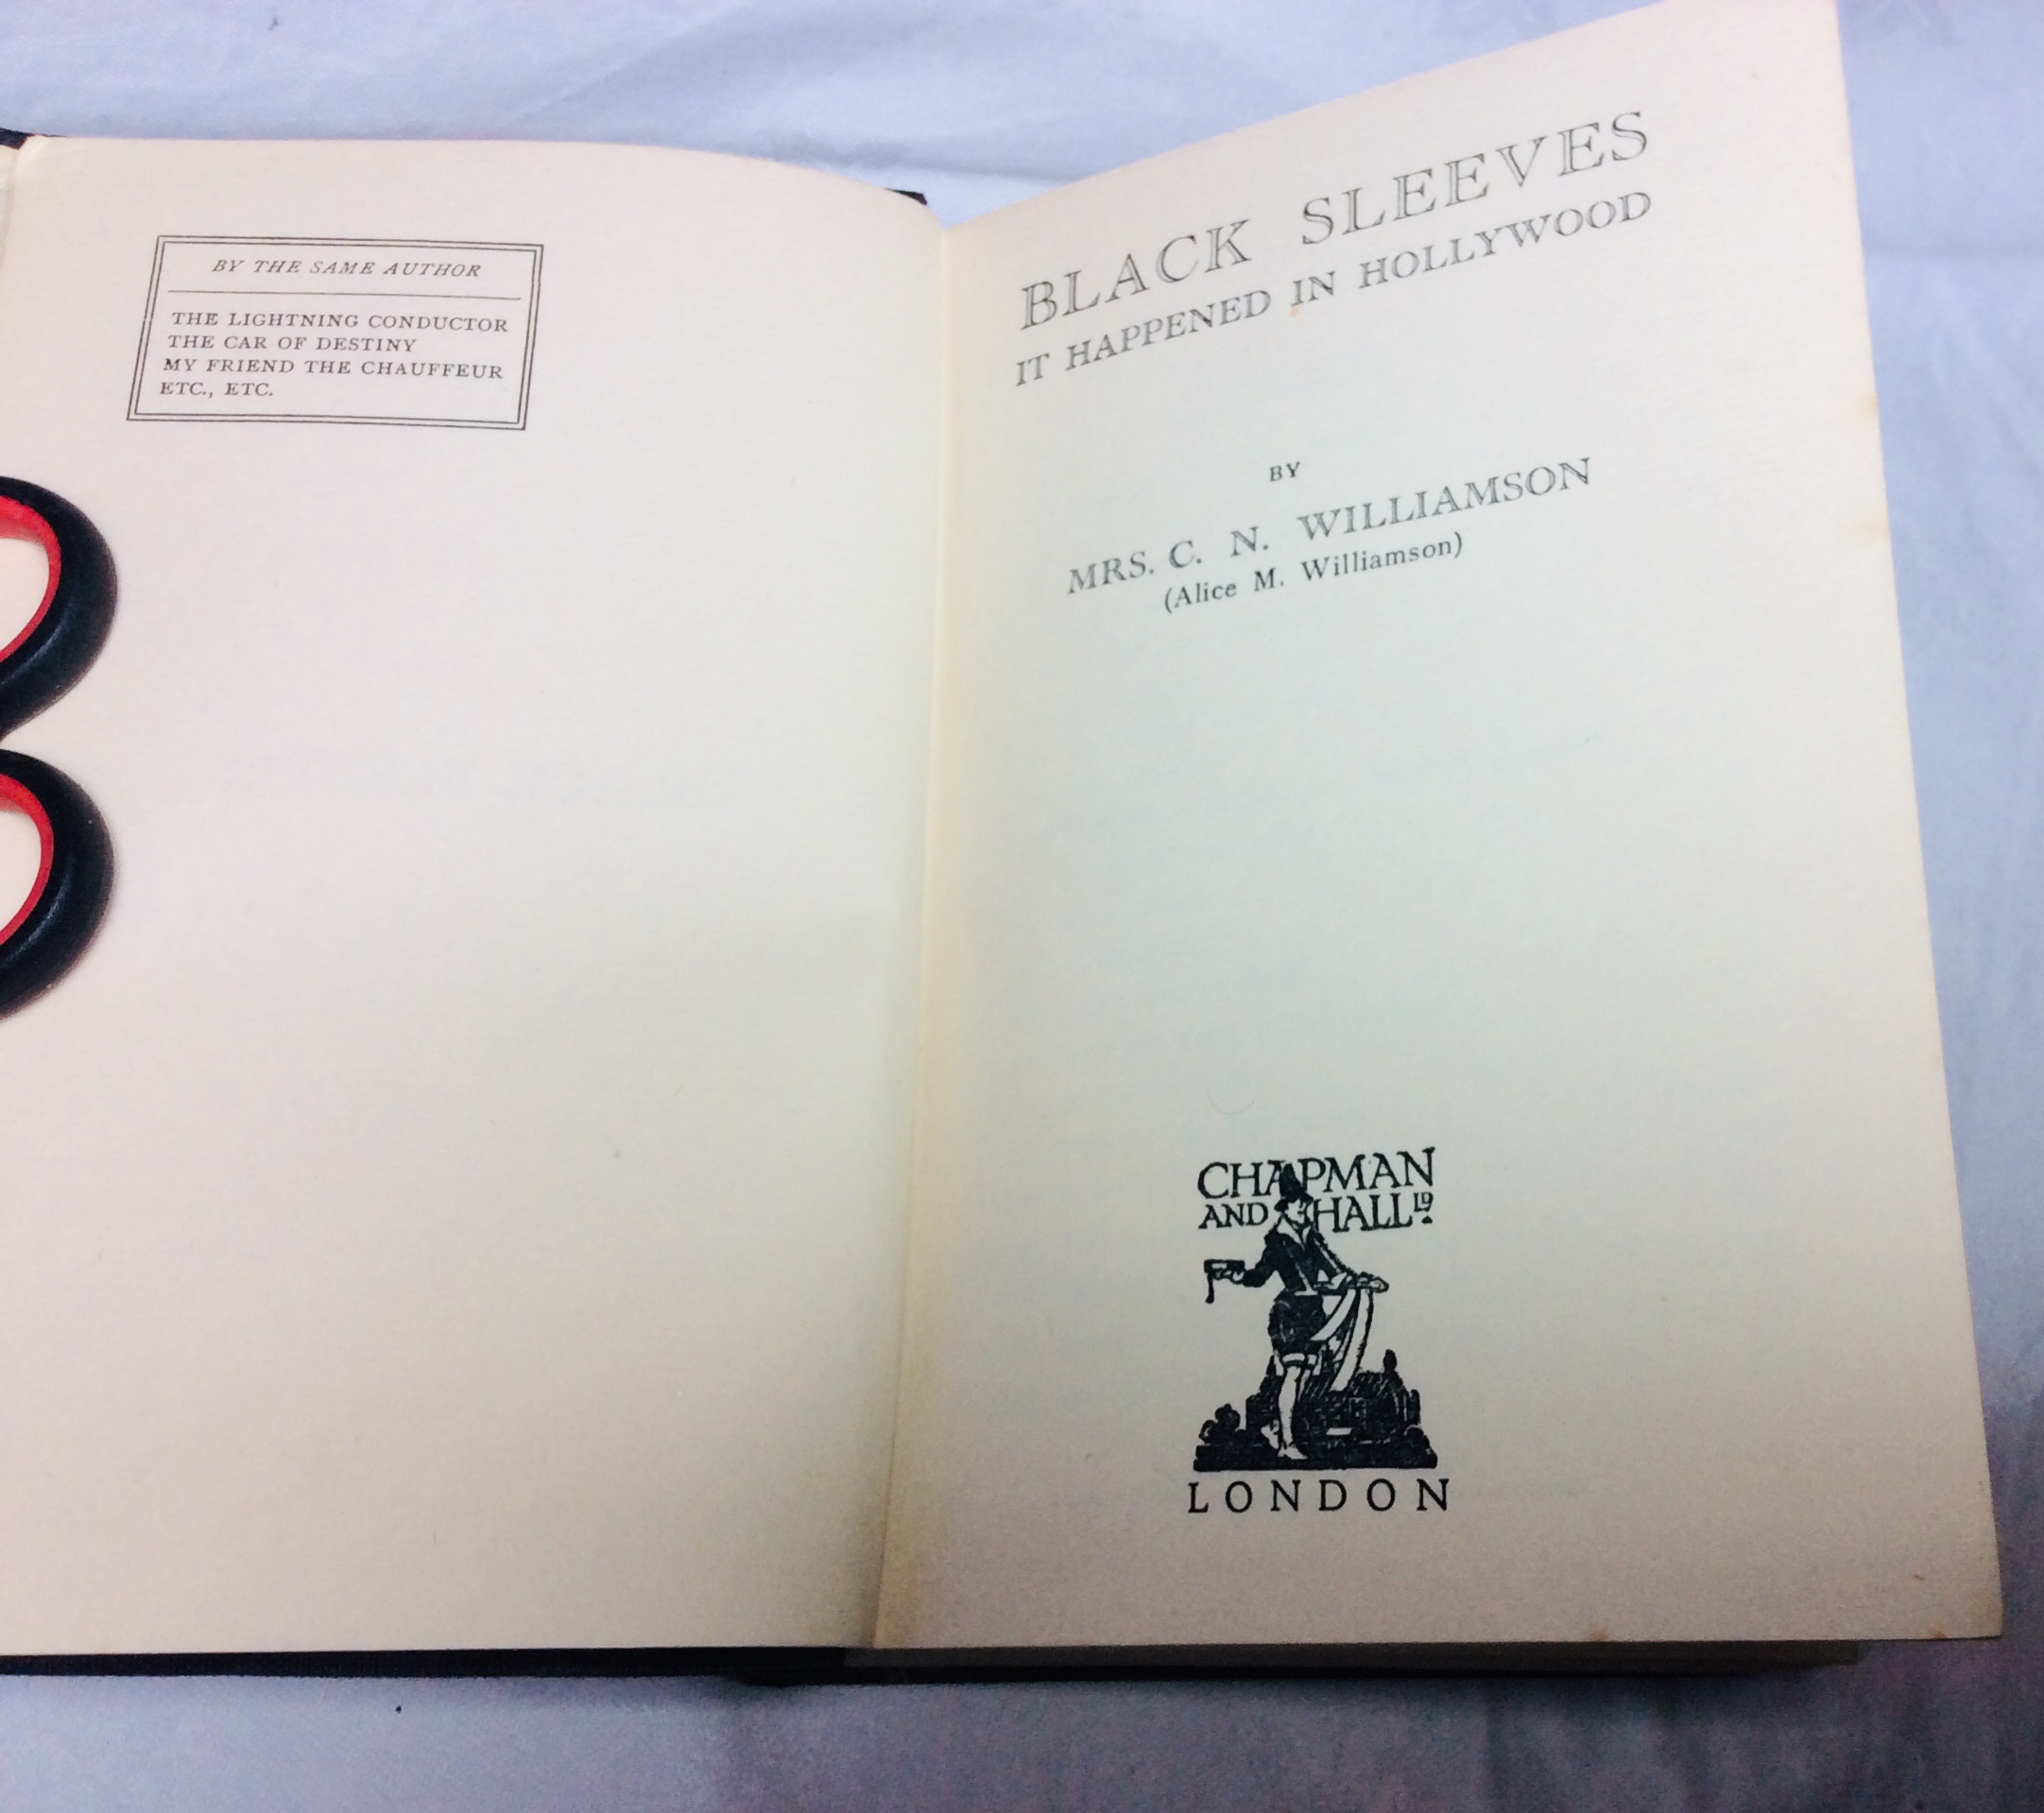 BY THE SAME AUTHOR
THE LIGHTNING CONDUCTOR
THE CAR OF DESTINY
MY FRIEND THE CHAUFFEUR
ETC., ETC.
BLACK SLEEVES
IT HAPPENED IN HOLLYWOOD
BY
MRS. C. N. WILLIAMSON
(Alice M. Williamson)
CHAPMAN
AND HALL LD.
LONDON